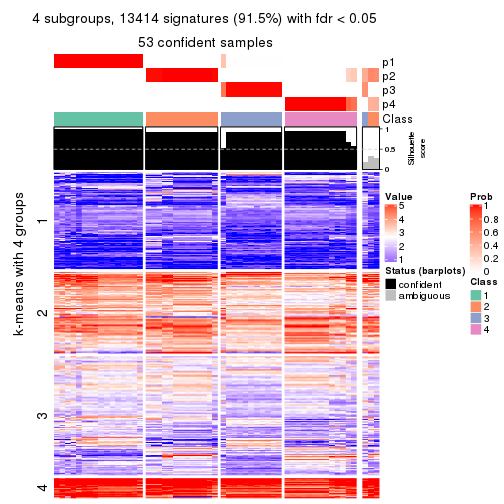 4 subgroups, 13414 signatures (91.5%) with fdr < 0.05
53 confident samples
p1
p2
p3
p4
Class
1
0.5
0
Silhouette
score
k-means with 4 groups
1
2
3
4
Value
5
4
3
2
1
Status (barplots)
confident
ambiguous
Prob
1
0.8
0.6
0.4
0.2
0
Class
1
2
3
4